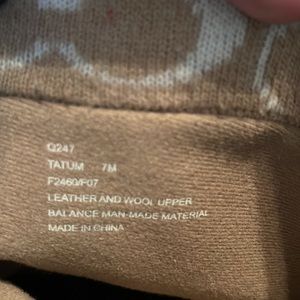 Q247
TATUM 7M
F2460/F07
LEATHER AND WOOL UPPER
BALANCE MAN-MADE MATERIAL
MADE IN CHINA